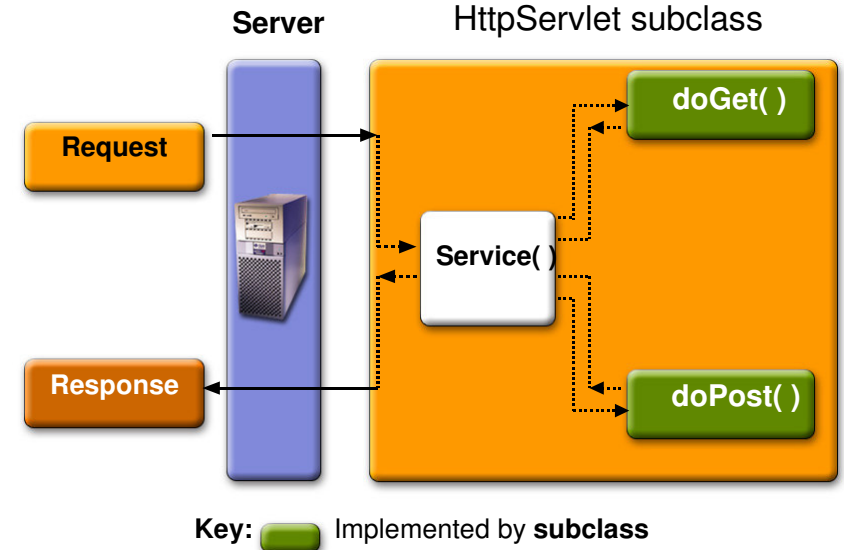 Server
HttpServlet subclass
doGet( )
Request
Service( )
Response
doPost( )
Key: Implemented by subclass